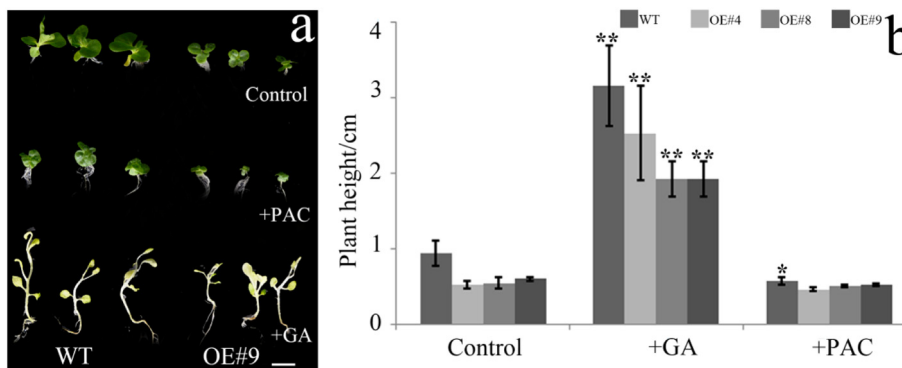 a
Control
+PAC
+GA
WT OE#9
b
WT OE#4 OE#8 OE#9
Plant height/cm
4
3
2
1
0
** ** ** **
*
Control +GA +PAC